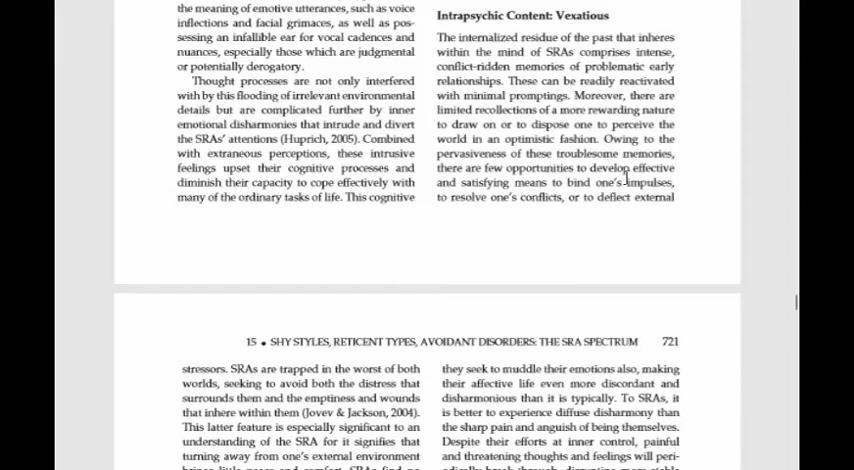 the meaning of emotive utterances, such as voice
inflections and facial grimaces, as well as pos-
sessing an infallible ear for vocal cadences and
nuances, especially those which are judgmental
or potentially derogatory.
Thought processes are not only interfered
with by this flooding of irrelevant environmental
details but are complicated further by inner
emotional disharmonies that intrude and divert
the SRAs' attentions (Huprich, 2005). Combined
with extraneous perceptions, these intrusive
feelings upset their cognitive processes and
diminish their capacity to cope effectively with
many of the ordinary tasks of life. This cognitive
Intrapsychic Content: Vexatious
The internalized residue of the past that inheres
within the mind of SRAs comprises intense,
conflict-ridden memories of problematic early
relationships. These can be readily reactivated
with minimal promptings. Moreover, there are
limited recollections of a more rewarding nature
to draw on or to dispose one to perceive the
world in an optimistic fashion. Owing to the
pervasiveness of these troublesome memories,
there are few opportunities to develop effective
and satisfying means to bind one's impulses,
to resolve one's conflicts, or to deflect external
15 • SHY STYLES, RETICENT TYPES, AVOIDANT DISORDERS: THE SRA SPECTRUM 721
stressors. SRAs are trapped in the worst of both
worlds, seeking to avoid both the distress that
surrounds them and the emptiness and wounds
that inhere within them (Jovev & Jackson, 2004).
This latter feature is especially significant to an
understanding of the SRA for it signifies that
turning away from one's external environment
brings little peace and comfort. SRAs find no
they seek to muddle their emotions also, making
their affective life even more discordant and
disharmonious than it is typically. To SRAs, it
is better to experience diffuse disharmony than
the sharp pain and anguish of being themselves.
Despite their efforts at inner control, painful
and threatening thoughts and feelings will peri-
odically break through, disrupting more stable